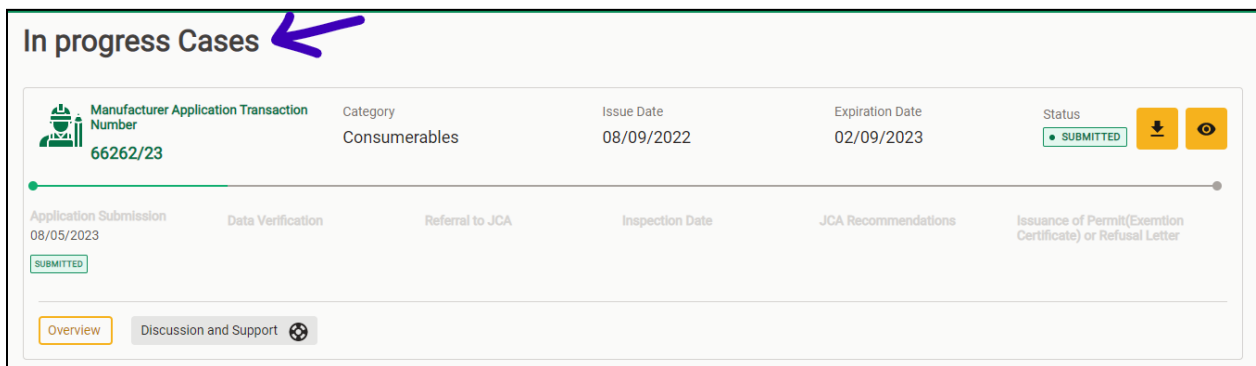 In progress Cases
Manufacturer Application Transaction
Number
66262/23
Category
Consumerables
Issue Date
08/09/2022
Expiration Date
02/09/2023
Status
SUBMITTED
Application Submission
08/05/2023
SUBMITTED
Data Verification
Referral to JCA
Inspection Date
JCA Recommendations
Issuance of Permit(Exemtion
Certificate) or Refusal Letter
Overview
Discussion and Support